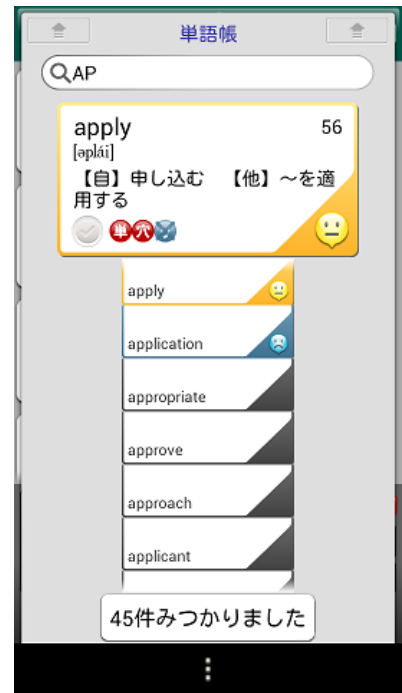 単語帳
AP
apply 56
[əplái]
【自】申し込む 【他】～を適
用する
単 穴
apply
application
appropriate
approve
approach
applicant
45件みつかりました